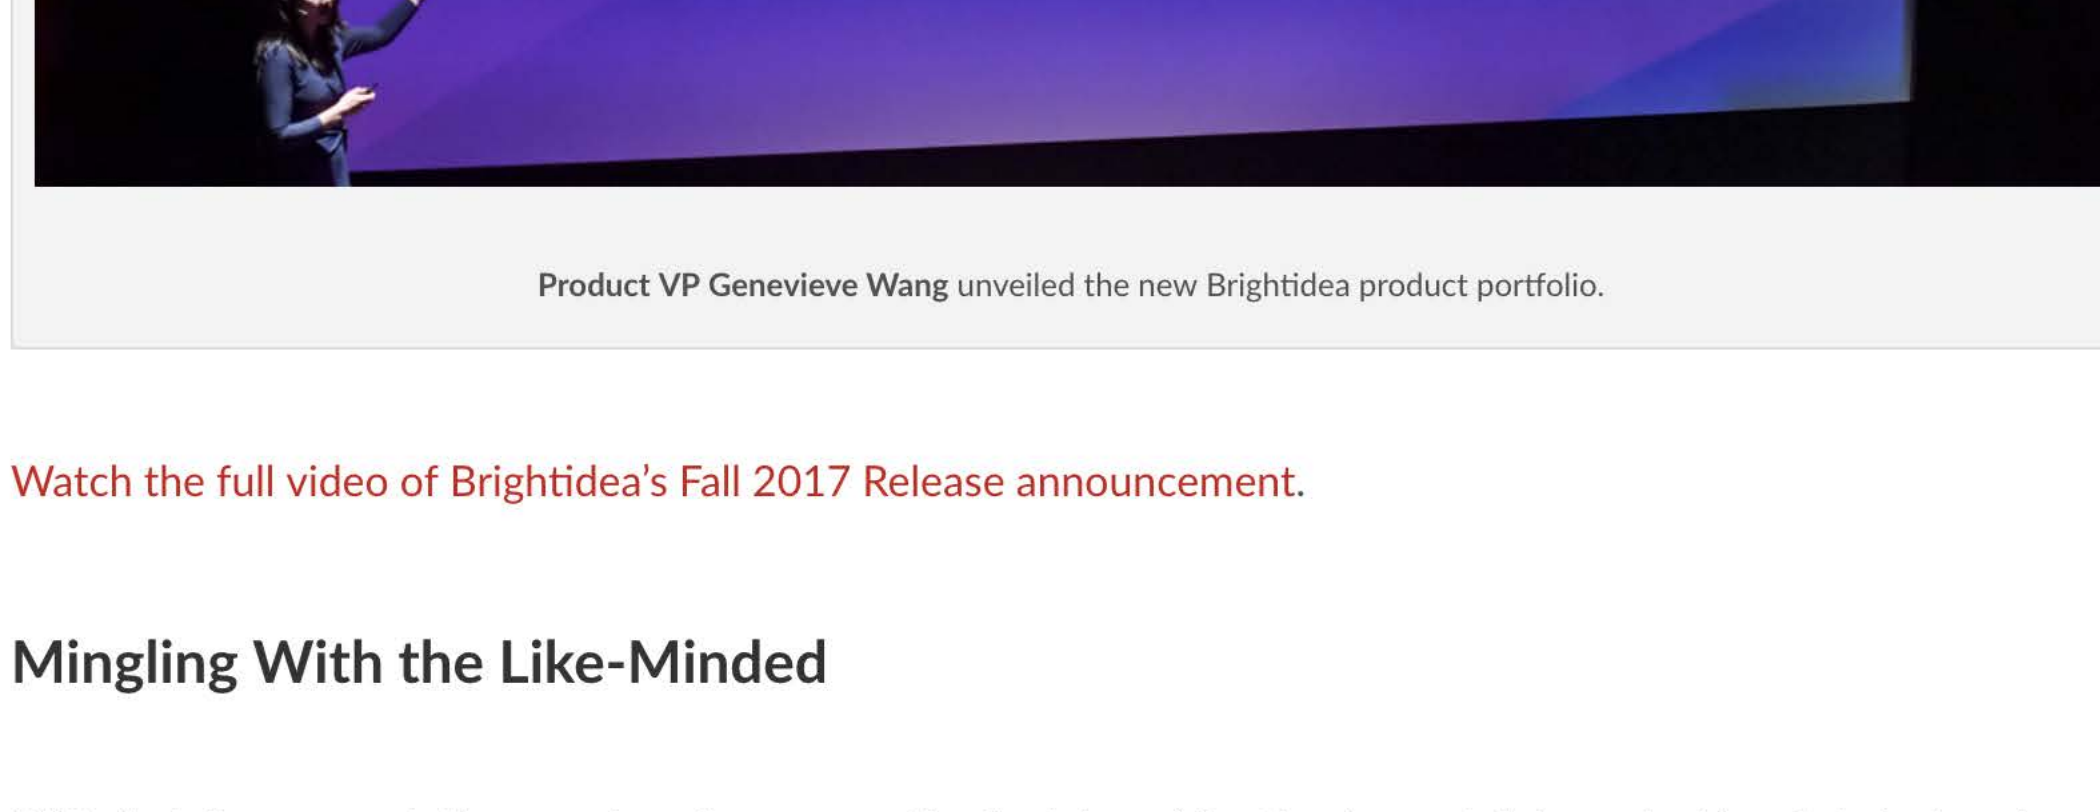 Product VP Genevieve Wang unveiled the new Brightidea product portfolio.
Watch the full video of Brightidea’s Fall 2017 Release announcement.
Mingling With the Like-Minded